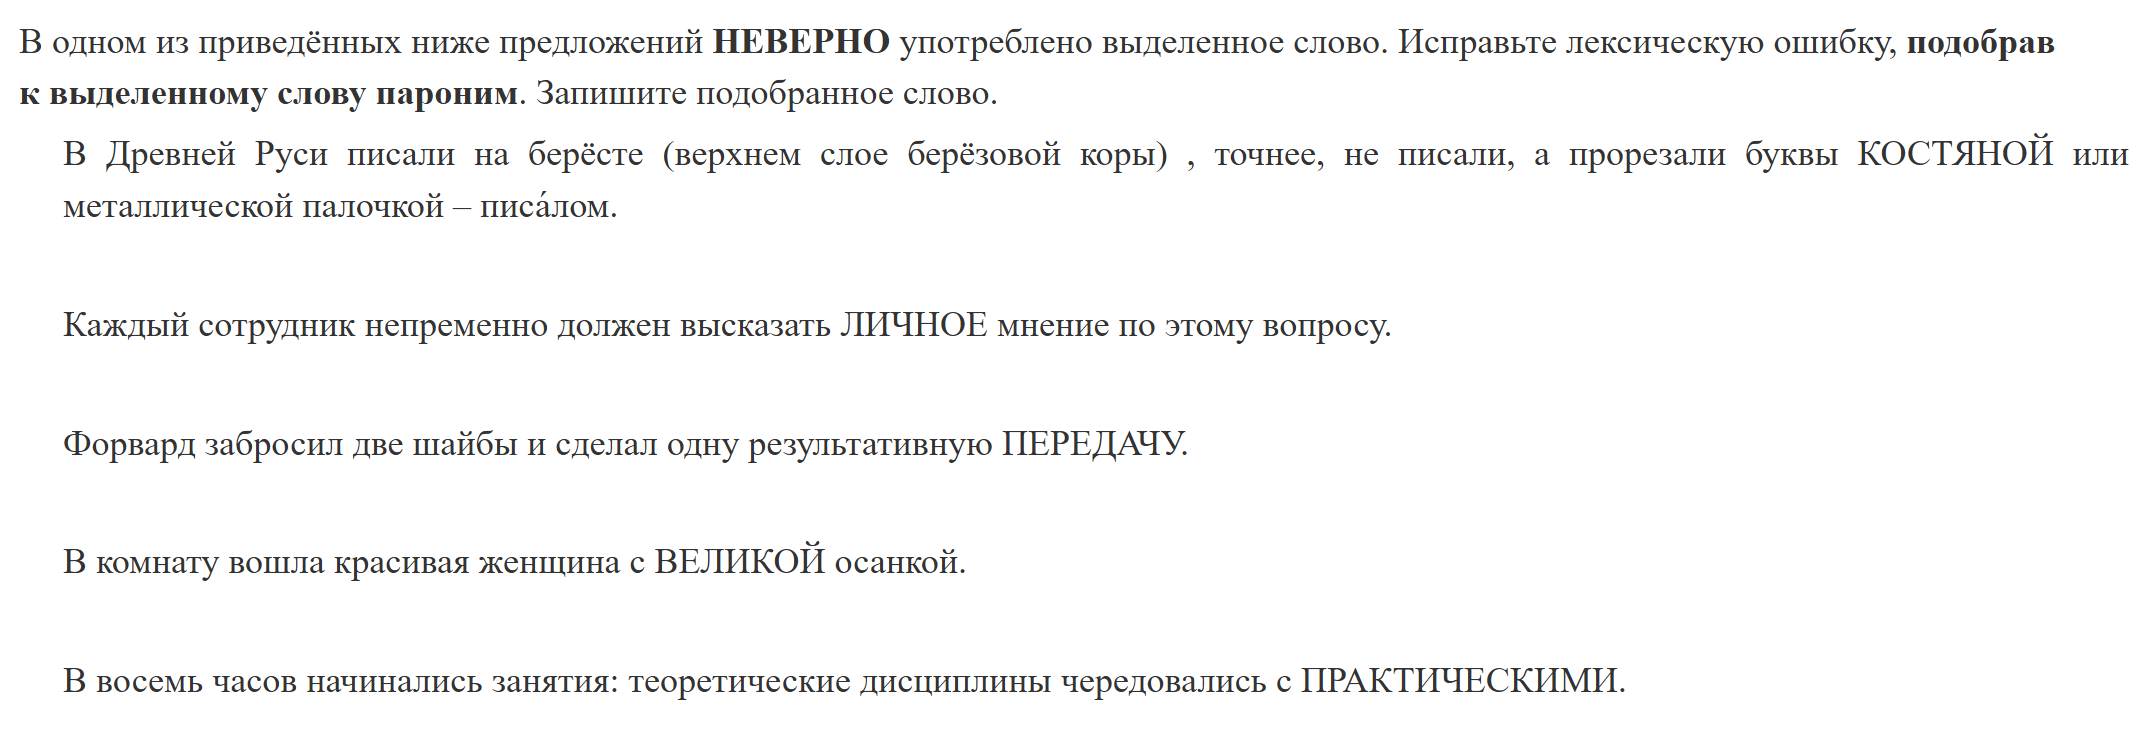 В одном из приведённых ниже предложений НЕВЕРНО употреблено выделенное слово. Исправьте лексическую ошибку, подобрав
к выделенному слову пароним. Запишите подобранное слово.
В Древней Руси писали на берёсте (верхнем слое берёзовой коры) , точнее, не писали, а прорезали буквы КОСТЯНОЙ или
металлической палочкой – писа́лом.
Каждый сотрудник непременно должен высказать ЛИЧНОЕ мнение по этому вопросу.
Форвард забросил две шайбы и сделал одну результативную ПЕРЕДАЧУ.
В комнату вошла красивая женщина с ВЕЛИКОЙ осанкой.
В восемь часов начинались занятия: теоретические дисциплины чередовались с ПРАКТИЧЕСКИМИ.